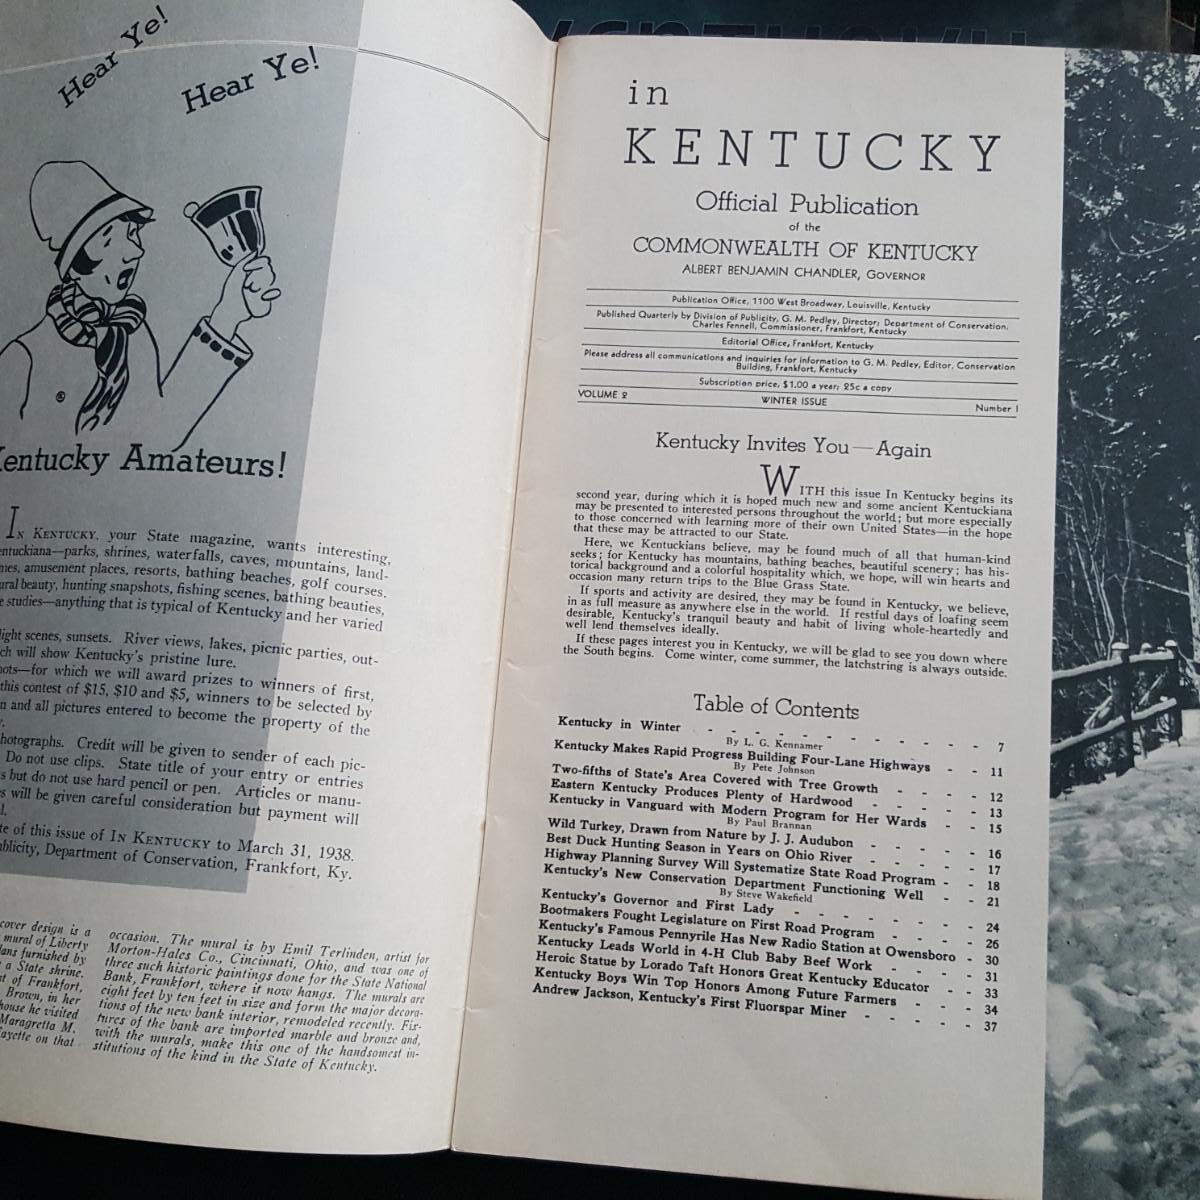 Hear Ye!
Hear Ye!
Kentucky Amateurs!
IN KENTUCKY, your State magazine, wants interesting,
entuckiana—parks, shrines, waterfalls, caves, mountains, land-
mes, amusement places, resorts, bathing beaches, golf courses.
ural beauty, hunting snapshots, fishing scenes, bathing beauties,
e studies—anything that is typical of Kentucky and her varied
light scenes, sunsets. River views, lakes, picnic parties, out-
ch will show Kentucky's pristine lure.
ots—for which we will award prizes to winners of first,
this contest of $15, $10 and $5, winners to be selected by
n and all pictures entered to become the property of the
hotographs. Credit will be given to sender of each pic-
Do not use clips. State title of your entry or entries
s but do not use hard pencil or pen. Articles or manu-
s will be given careful consideration but payment will
te of this issue of IN KENTUCKY to March 31, 1938.
ublicity, Department of Conservation, Frankfort, Ky.
cover design is a
mural of Liberty
lans furnished by
a State shrine.
t of Frankfort,
Brown, in her
house he visited
Maragretta M.
ayette on that
occasion. The mural is by Emil Terlinden, artist for
Morton-Hales Co., Cincinnati, Ohio, and was one of
three such historic paintings done for the State National
Bank, Frankfort, where it now hangs. The murals are
eight feet by ten feet in size and form the major decora-
tions of the new bank interior, remodeled recently. Fix-
tures of the bank are imported marble and bronze and,
with the murals, make this one of the handsomest in-
stitutions of the kind in the State of Kentucky.
in
KENTUCKY
Official Publication
of the
COMMONWEALTH OF KENTUCKY
ALBERT BENJAMIN CHANDLER, GOVERNOR
Publication Office, 1100 West Broadway, Louisville, Kentucky
Published Quarterly by Division of Publicity, G. M. Pedley, Director; Department of Conservation,
Charles Fennell, Commissioner, Frankfort, Kentucky
Editorial Office, Frankfort, Kentucky
Please address all communications and inquiries for information to G. M. Pedley, Editor, Conservation
Building, Frankfort, Kentucky
Subscription price, $1.00 a year; 25c a copy
VOLUME 2 WINTER ISSUE Number 1
Kentucky Invites You—Again
WITH this issue In Kentucky begins its
second year, during which it is hoped much new and some ancient Kentuckiana
may be presented to interested persons throughout the world; but more especially
to those concerned with learning more of their own United States—in the hope
that these may be attracted to our State.
Here, we Kentuckians believe, may be found much of all that human-kind
seeks; for Kentucky has mountains, bathing beaches, beautiful scenery; has his-
torical background and a colorful hospitality which, we hope, will win hearts and
occasion many return trips to the Blue Grass State.
If sports and activity are desired, they may be found in Kentucky, we believe,
in as full measure as anywhere else in the world. If restful days of loafing seem
desirable, Kentucky's tranquil beauty and habit of living whole-heartedly and
well lend themselves ideally.
If these pages interest you in Kentucky, we will be glad to see you down where
the South begins. Come winter, come summer, the latchstring is always outside.
Table of Contents
Kentucky in Winter - - - - - - - - - - - - 7
By L. G. Kennamer
Kentucky Makes Rapid Progress Building Four-Lane Highways - - 11
By Pete Johnson
Two-fifths of State's Area Covered with Tree Growth - - - - 12
Eastern Kentucky Produces Plenty of Hardwood - - - - - 13
Kentucky in Vanguard with Modern Program for Her Wards - - 15
By Paul Brannan
Wild Turkey, Drawn from Nature by J. J. Audubon - - - - - 16
Best Duck Hunting Season in Years on Ohio River - - - - - 17
Highway Planning Survey Will Systematize State Road Program - - 18
Kentucky's New Conservation Department Functioning Well - - 21
By Steve Wakefield
Kentucky's Governor and First Lady - - - - - - - - 24
Bootmakers Fought Legislature on First Road Program - - - 26
Kentucky's Famous Pennyrile Has New Radio Station at Owensboro - 30
Kentucky Leads World in 4-H Club Baby Beef Work - - - - 31
Heroic Statue by Lorado Taft Honors Great Kentucky Educator - - 33
Kentucky Boys Win Top Honors Among Future Farmers - - - 34
Andrew Jackson, Kentucky's First Fluorspar Miner - - - - - 37